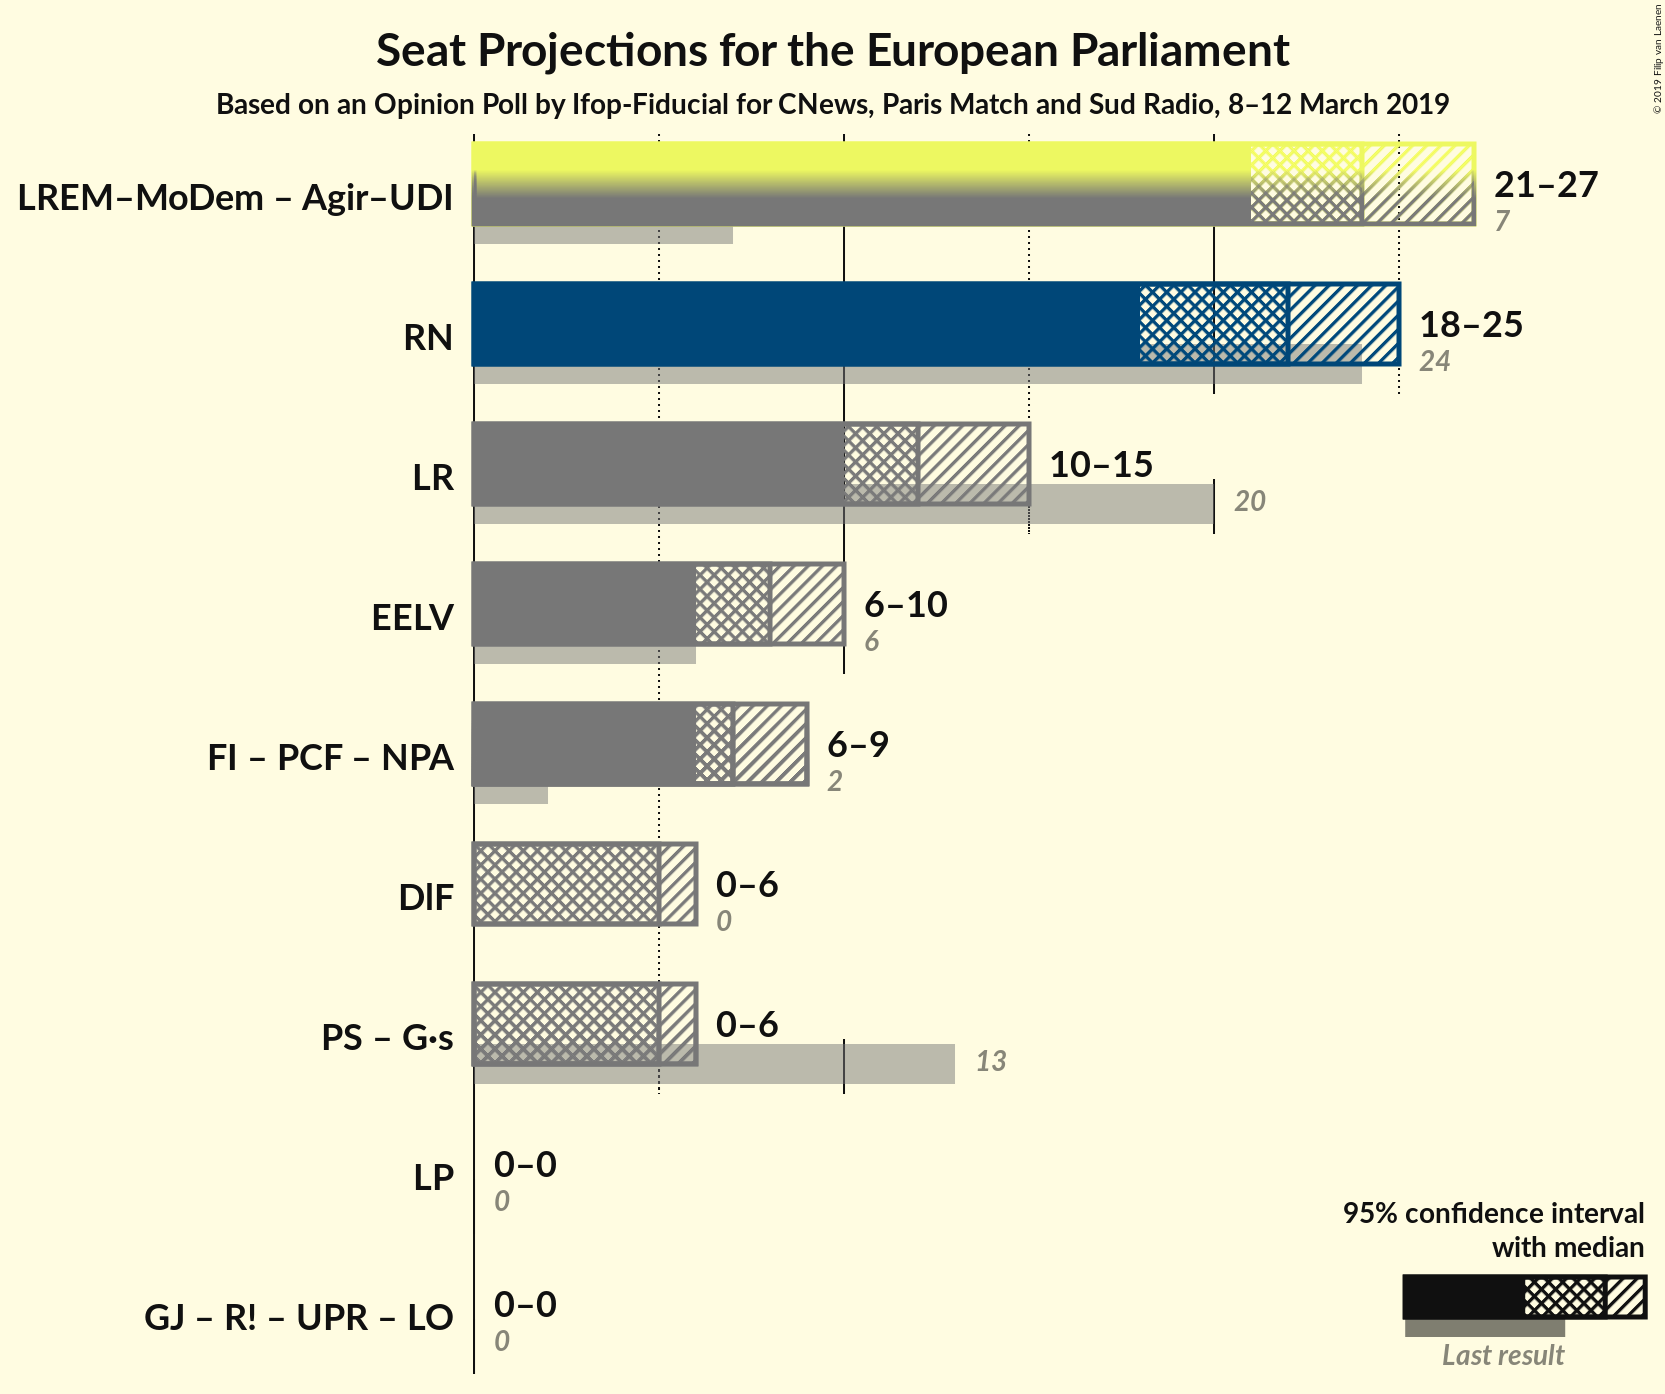 Seat Projections for the European Parliament
Based on an Opinion Poll by Ifop-Fiducial for CNews, Paris Match and Sud Radio, 8–12 March 2019
© 2019 Filip van Laenen
LREM–MoDem – Agir–UDI
21–27
7
RN
18–25
24
LR
10–15
20
EELV
6–10
6
FI – PCF – NPA
6–9
2
DlF
0–6
0
PS – G·s
0–6
13
LP
0–0
0
GJ – R! – UPR – LO
0–0
0
95% confidence interval
with median
Last result